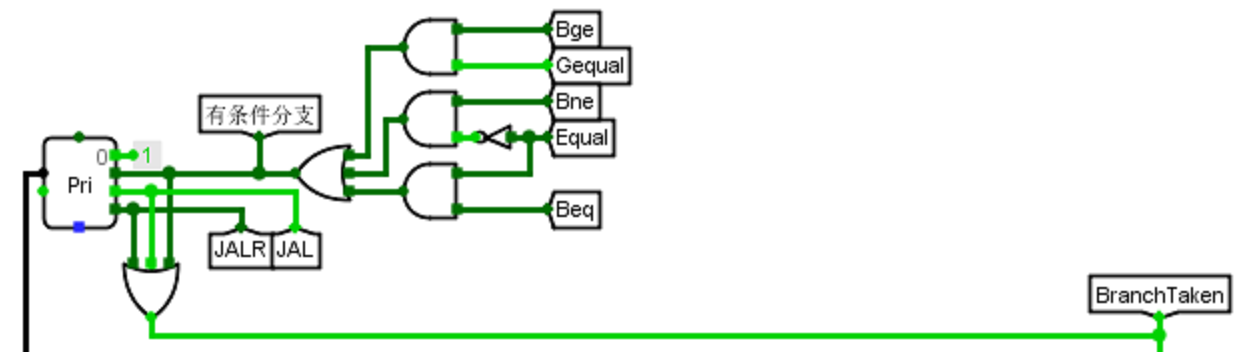 Bge
Gequal
有条件分支
Bne
Equal
0
1
Pri
Beq
JALR
JAL
BranchTaken